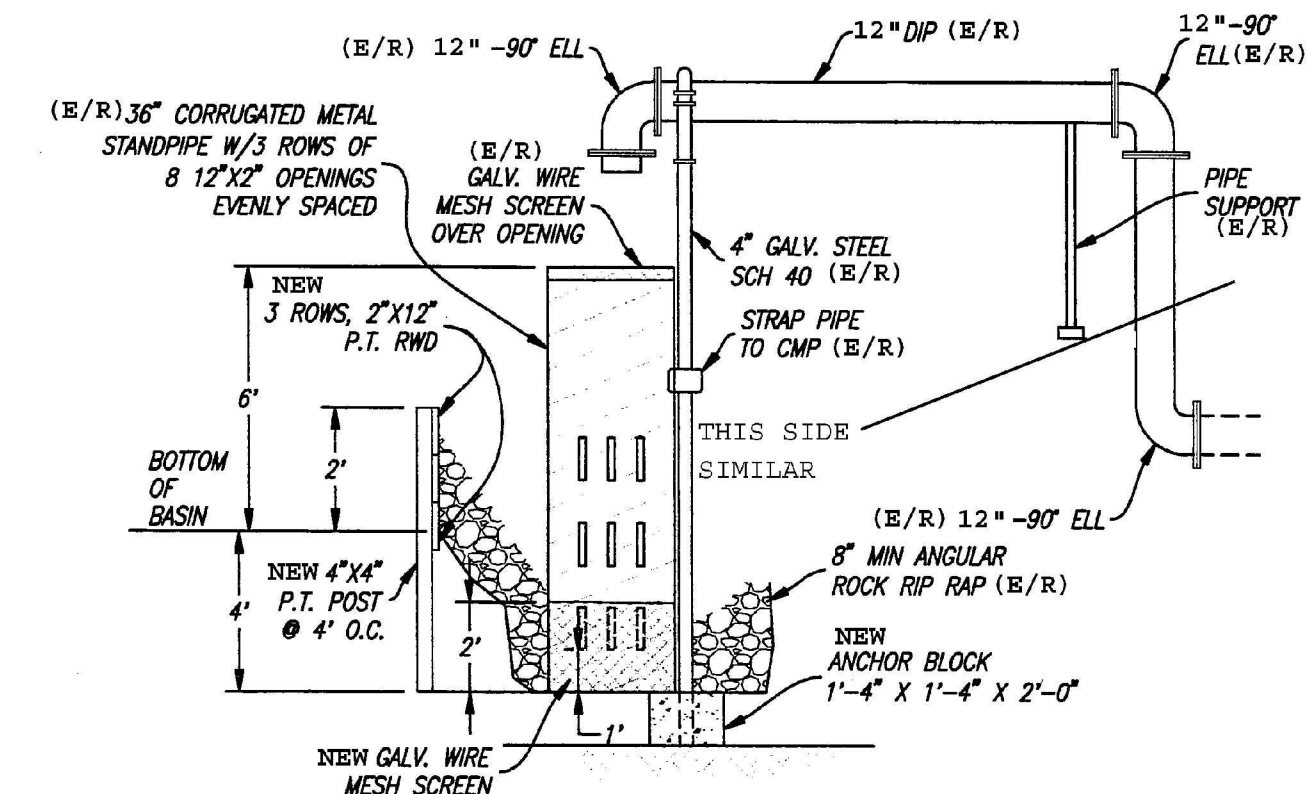 (E/R) 12" -90° ELL
12" DIP (E/R)
12" -90°
ELL (E/R)
(E/R) 36" CORRUGATED METAL
STANDPIPE W/3 ROWS OF
8 12"X2" OPENINGS
EVENLY SPACED
(E/R)
GALV. WIRE
MESH SCREEN
OVER OPENING
PIPE
SUPPORT
(E/R)
4" GALV. STEEL
SCH 40 (E/R)
NEW
3 ROWS, 2"X12"
P.T. RWD
STRAP PIPE
TO CMP (E/R)
6'
2'
THIS SIDE
SIMILAR
BOTTOM
OF
BASIN
(E/R) 12" -90° ELL
NEW 4"X4"
P.T. POST
@ 4' O.C.
4'
2'
8" MIN ANGULAR
ROCK RIP RAP (E/R)
NEW
ANCHOR BLOCK
1'-4" X 1'-4" X 2'-0"
1'
NEW GALV. WIRE
MESH SCREEN